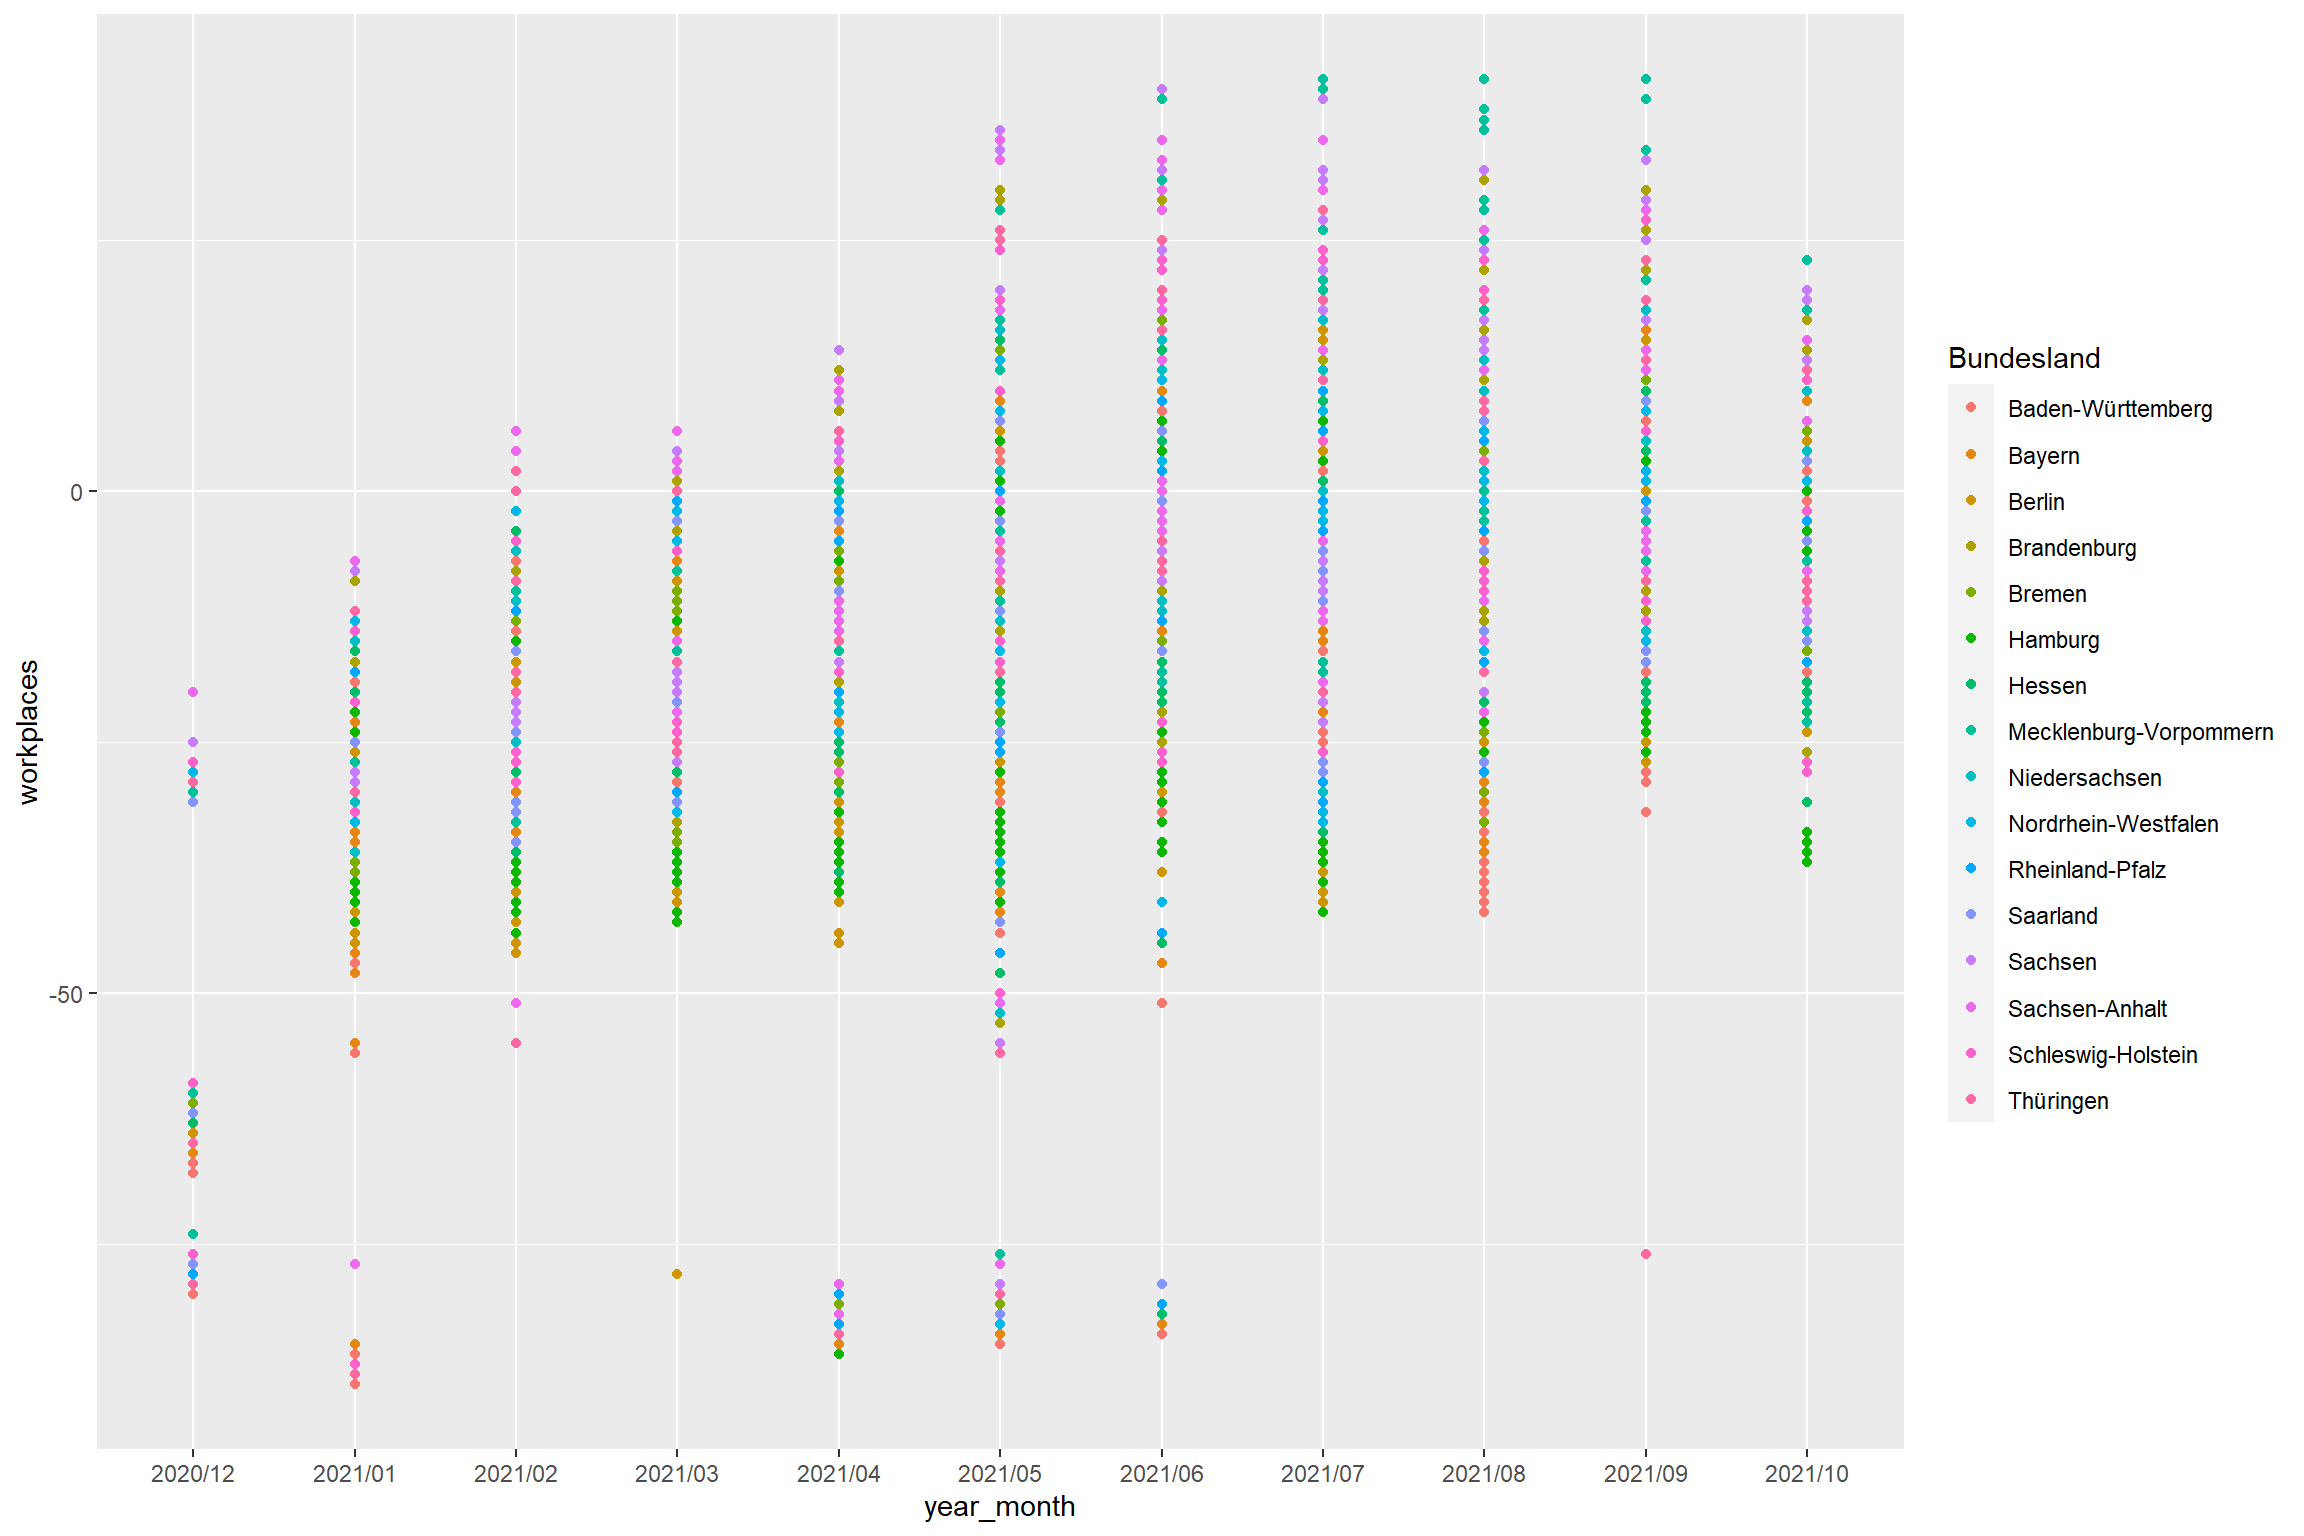 0
-50
workplaces
2020/12 2021/01 2021/02 2021/03 2021/04 2021/05 2021/06 2021/07 2021/08 2021/09 2021/10
year_month
Bundesland
Baden-Württemberg
Bayern
Berlin
Brandenburg
Bremen
Hamburg
Hessen
Mecklenburg-Vorpommern
Niedersachsen
Nordrhein-Westfalen
Rheinland-Pfalz
Saarland
Sachsen
Sachsen-Anhalt
Schleswig-Holstein
Thüringen